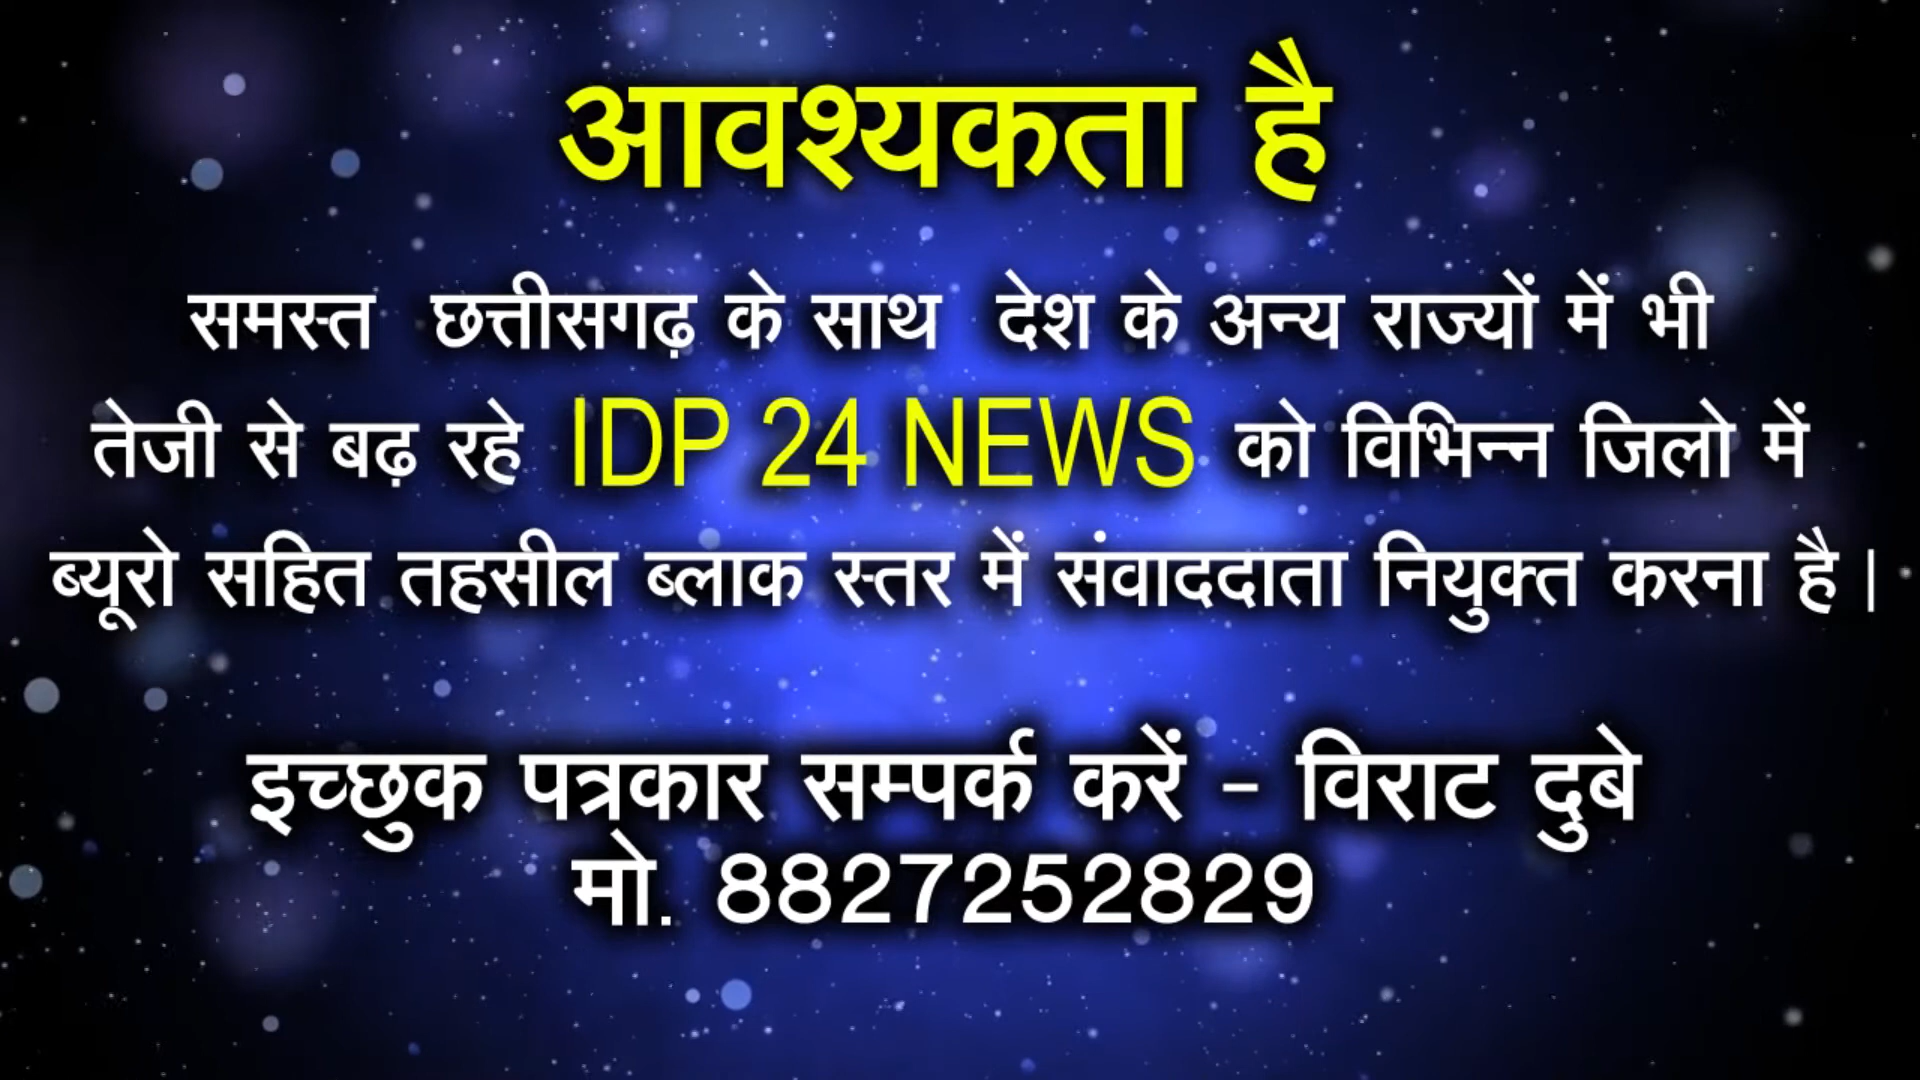 आवश्यकता है
समस्त छत्तीसगढ़ के साथ देश के अन्य राज्यों में भी
तेजी से बढ़ रहे IDP 24 NEWS को विभिन्न जिलो में
ब्यूरो सहित तहसील ब्लाक स्तर में संवाददाता नियुक्त करना है।
इच्छुक पत्रकार सम्पर्क करें - विराट दुबे
मो. 8827252829